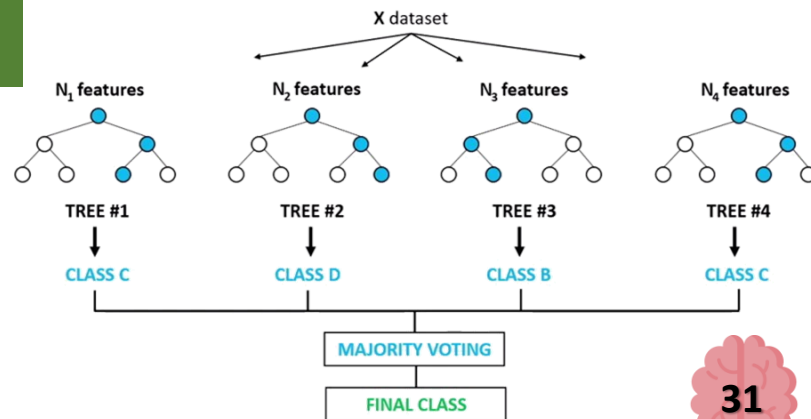 X dataset
N1 features
N2 features
N3 features
N4 features
TREE #1
TREE #2
TREE #3
TREE #4
CLASS C
CLASS D
CLASS B
CLASS C
MAJORITY VOTING
FINAL CLASS
31